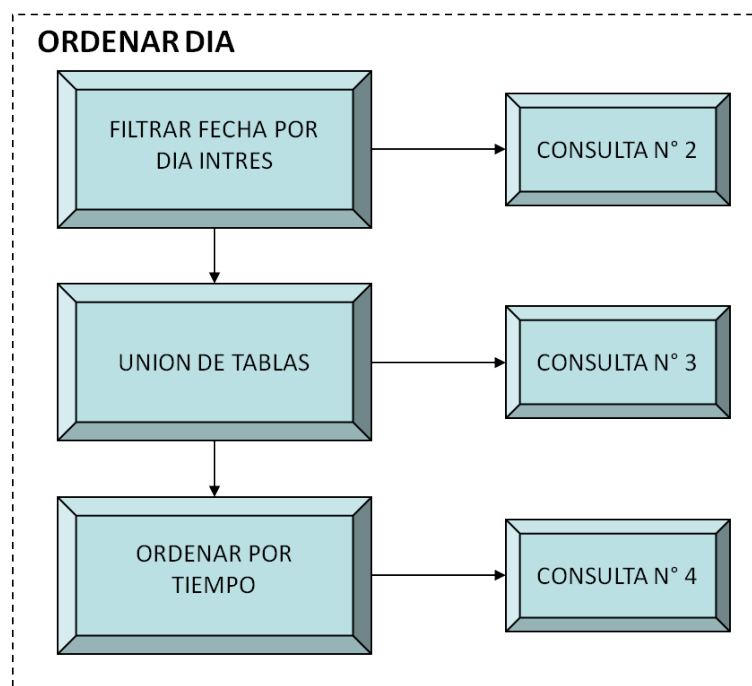 ORDENAR DIA
FILTRAR FECHA POR
DIA INTRES
CONSULTA N° 2
UNION DE TABLAS
CONSULTA N° 3
ORDENAR POR
TIEMPO
CONSULTA N° 4